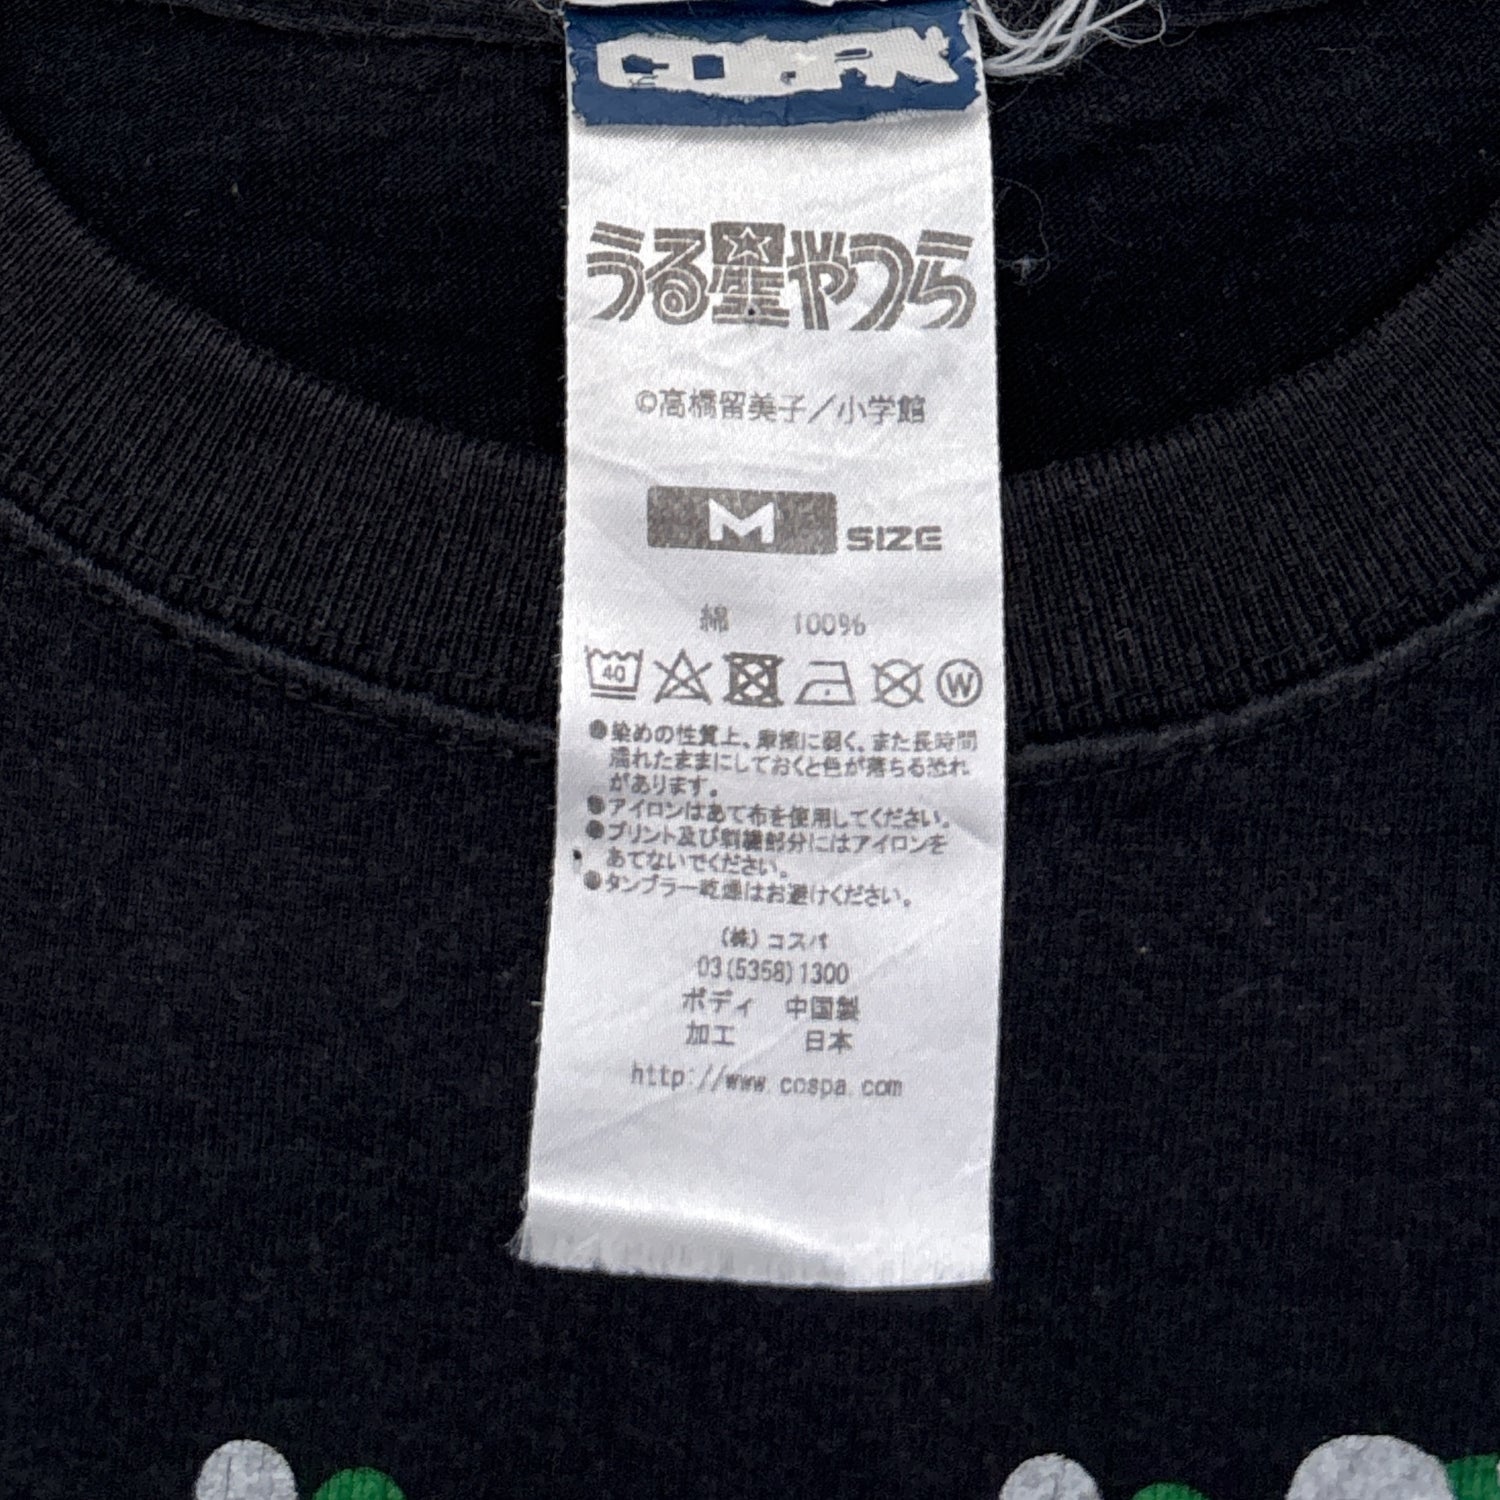 COSPA
うる星やつら
©高橋留美子／小学館
M SIZE
綿 100%
40 W
●染めの性質上、摩擦に弱く、また長時間
濡れたままにしておくと色が落ちる恐れ
があります。
●アイロンはあて布を使用してください。
●プリント及び刺繍部分にはアイロンを
あてないでください。
●タンブラー乾燥はお避けください。
(株)コスパ
03(5358)1300
ボディ 中国製
加工 日本
http://www.cospa.com